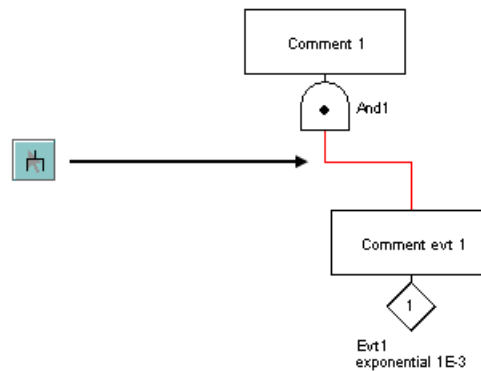 Comment 1
And1
Comment evt 1
1
Evt1
exponential 1E-3